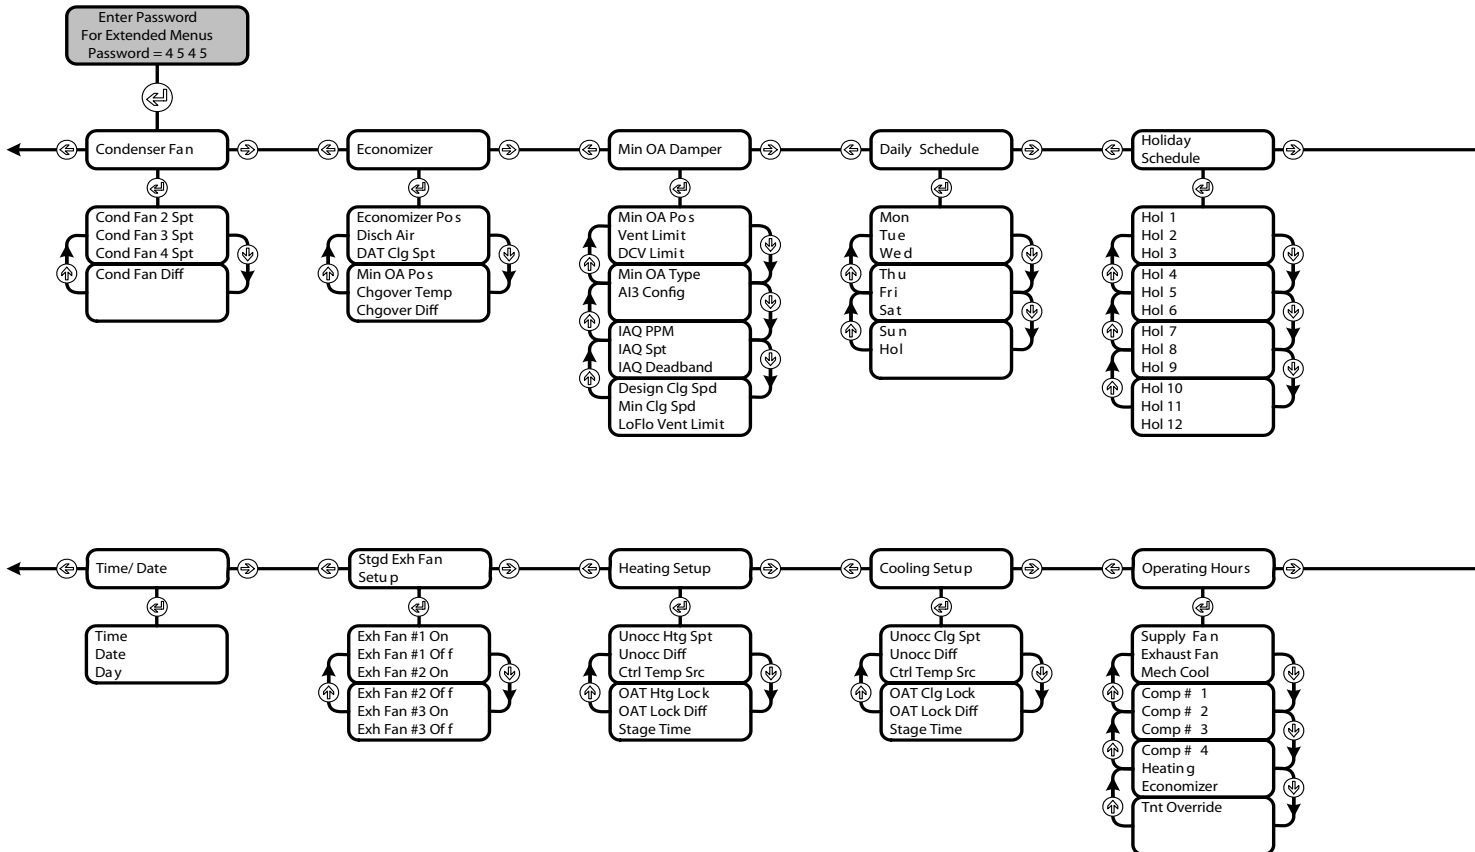 Enter Password
For Extended Menus
Password = 4 5 4 5
Condenser Fan
Cond Fan 2 Spt
Cond Fan 3 Spt
Cond Fan 4 Spt
Cond Fan Diff
Economizer
Economizer Pos
Disch Air
DAT Clg Spt
Min OA Pos
Chgover Temp
Chgover Diff
Min OA Damper
Min OA Pos
Vent Limit
DCV Limit
Min OA Type
AI3 Config
IAQ PPM
IAQ Spt
IAQ Deadband
Design Clg Spd
Min Clg Spd
LoFlo Vent Limit
Daily Schedule
Mon
Tue
Wed
Thu
Fri
Sat
Sun
Hol
Holiday
Schedule
Hol 1
Hol 2
Hol 3
Hol 4
Hol 5
Hol 6
Hol 7
Hol 8
Hol 9
Hol 10
Hol 11
Hol 12
Time/ Date
Time
Date
Day
Stgd Exh Fan
Setup
Exh Fan #1 On
Exh Fan #1 Off
Exh Fan #2 On
Exh Fan #2 Off
Exh Fan #3 On
Exh Fan #3 Off
Heating Setup
Unocc Htg Spt
Unocc Diff
Ctrl Temp Src
OAT Htg Lock
OAT Lock Diff
Stage Time
Cooling Setup
Unocc Clg Spt
Unocc Diff
Ctrl Temp Src
OAT Clg Lock
OAT Lock Diff
Stage Time
Operating Hours
Supply Fan
Exhaust Fan
Mech Cool
Comp # 1
Comp # 2
Comp # 3
Comp # 4
Heating
Economizer
Tnt Override